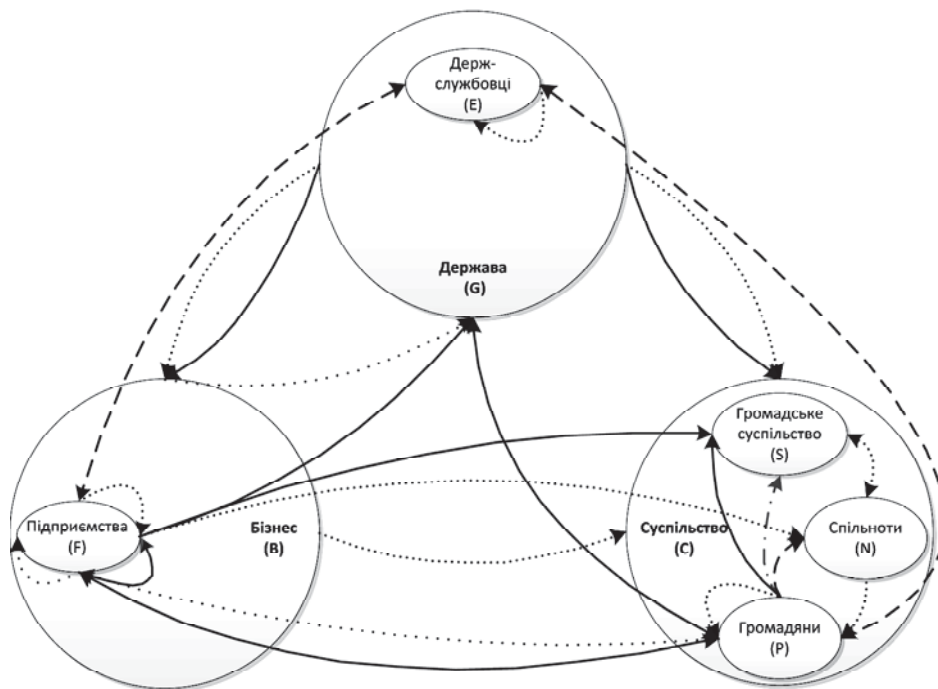 Держ-
службовці
(E)
Держава
(G)
Громадське
суспільство
(S)
Підприємства
(F)
Бізнес
(B)
Суспільство
(C)
Спільноти
(N)
Громадяни
(P)